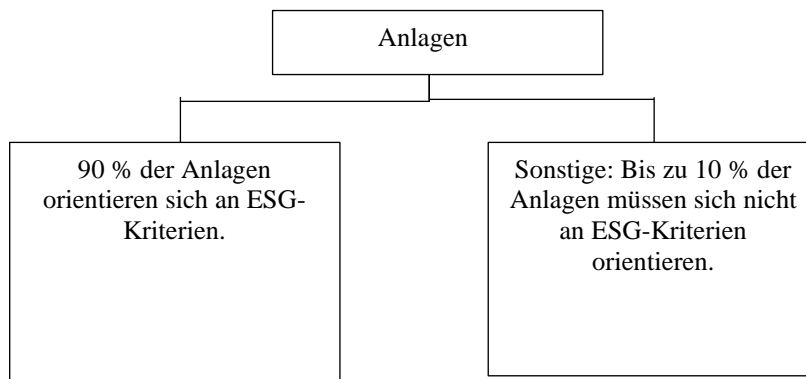 Anlagen
90 % der Anlagen
orientieren sich an ESG-
Kriterien.
Sonstige: Bis zu 10 % der
Anlagen müssen sich nicht
an ESG-Kriterien
orientieren.